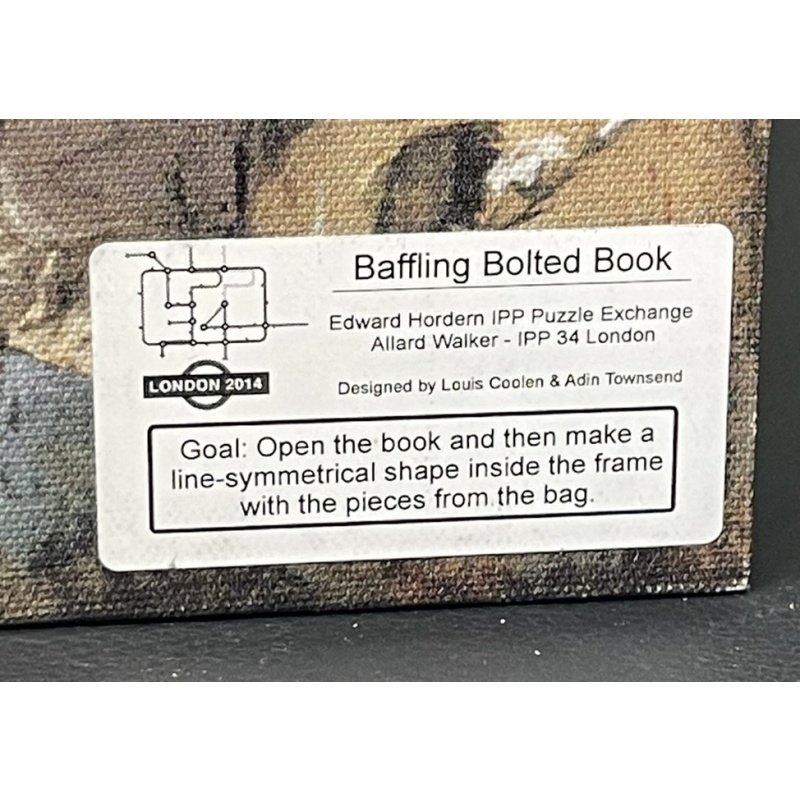 Baffling Bolted Book
Edward Hordern IPP Puzzle Exchange
Allard Walker - IPP 34 London
LONDON 2014
Designed by Louis Coolen & Adin Townsend
Goal: Open the book and then make a
line-symmetrical shape inside the frame
with the pieces from the bag.